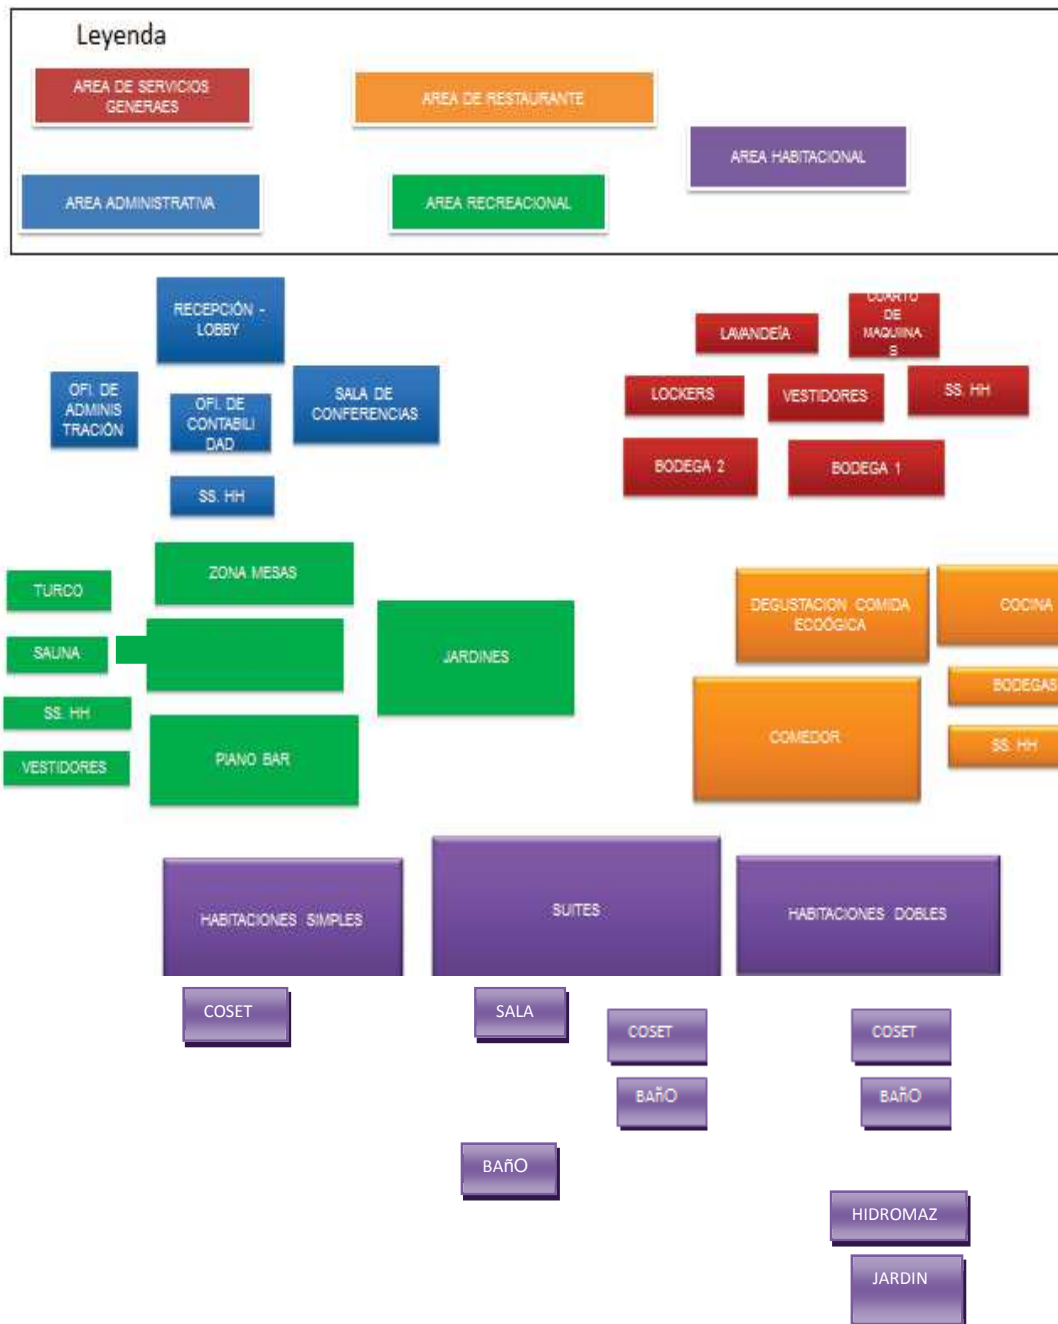 Leyenda
AREA DE SERVICIOS
GENERAES
AREA DE RESTAURANTE
AREA HABITACIONAL
AREA ADMINISTRATIVA
AREA RECREACIONAL
RECEPCIÓN -
LOBBY
OFI. DE
ADMINIS
TRACIÓN
OFI. DE
CONTABILI
DAD
SALA DE
CONFERENCIAS
SS. HH
LAVANDEÍA
CUARTO
DE
MAQUINA
S
LOCKERS
VESTIDORES
SS. HH
BODEGA 2
BODEGA 1
TURCO
ZONA MESAS
SAUNA
JARDINES
SS. HH
VESTIDORES
PIANO BAR
DEGUSTACION COMIDA
ECOÓGICA
COCINA
BODEGAS
COMEDOR
SS. HH
HABITACIONES SIMPLES
SUITES
HABITACIONES DOBLES
COSET
SALA
COSET
COSET
BAñO
BAñO
BAñO
HIDROMAZ
JARDIN